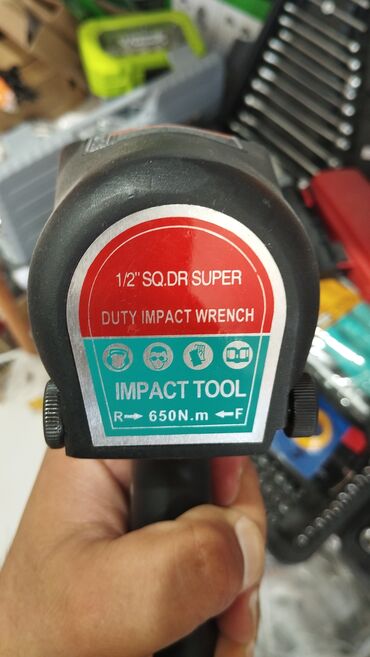 1/2" SQ.DR SUPER
DUTY IMPACT WRENCH
IMPACT TOOL
R→ 650N.m ←F